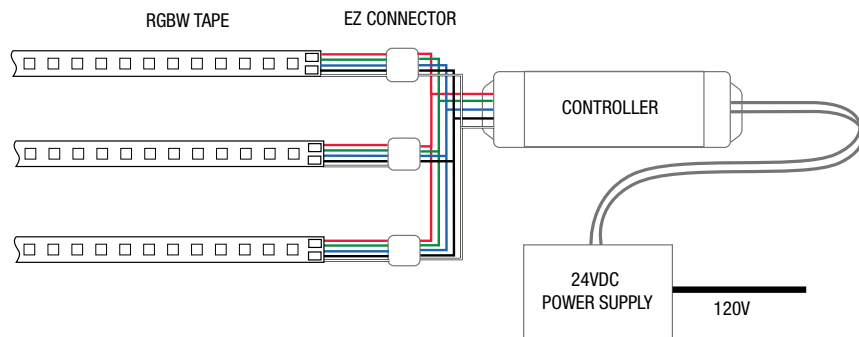 RGBW TAPE
EZ CONNECTOR
CONTROLLER
24VDC
POWER SUPPLY
120V